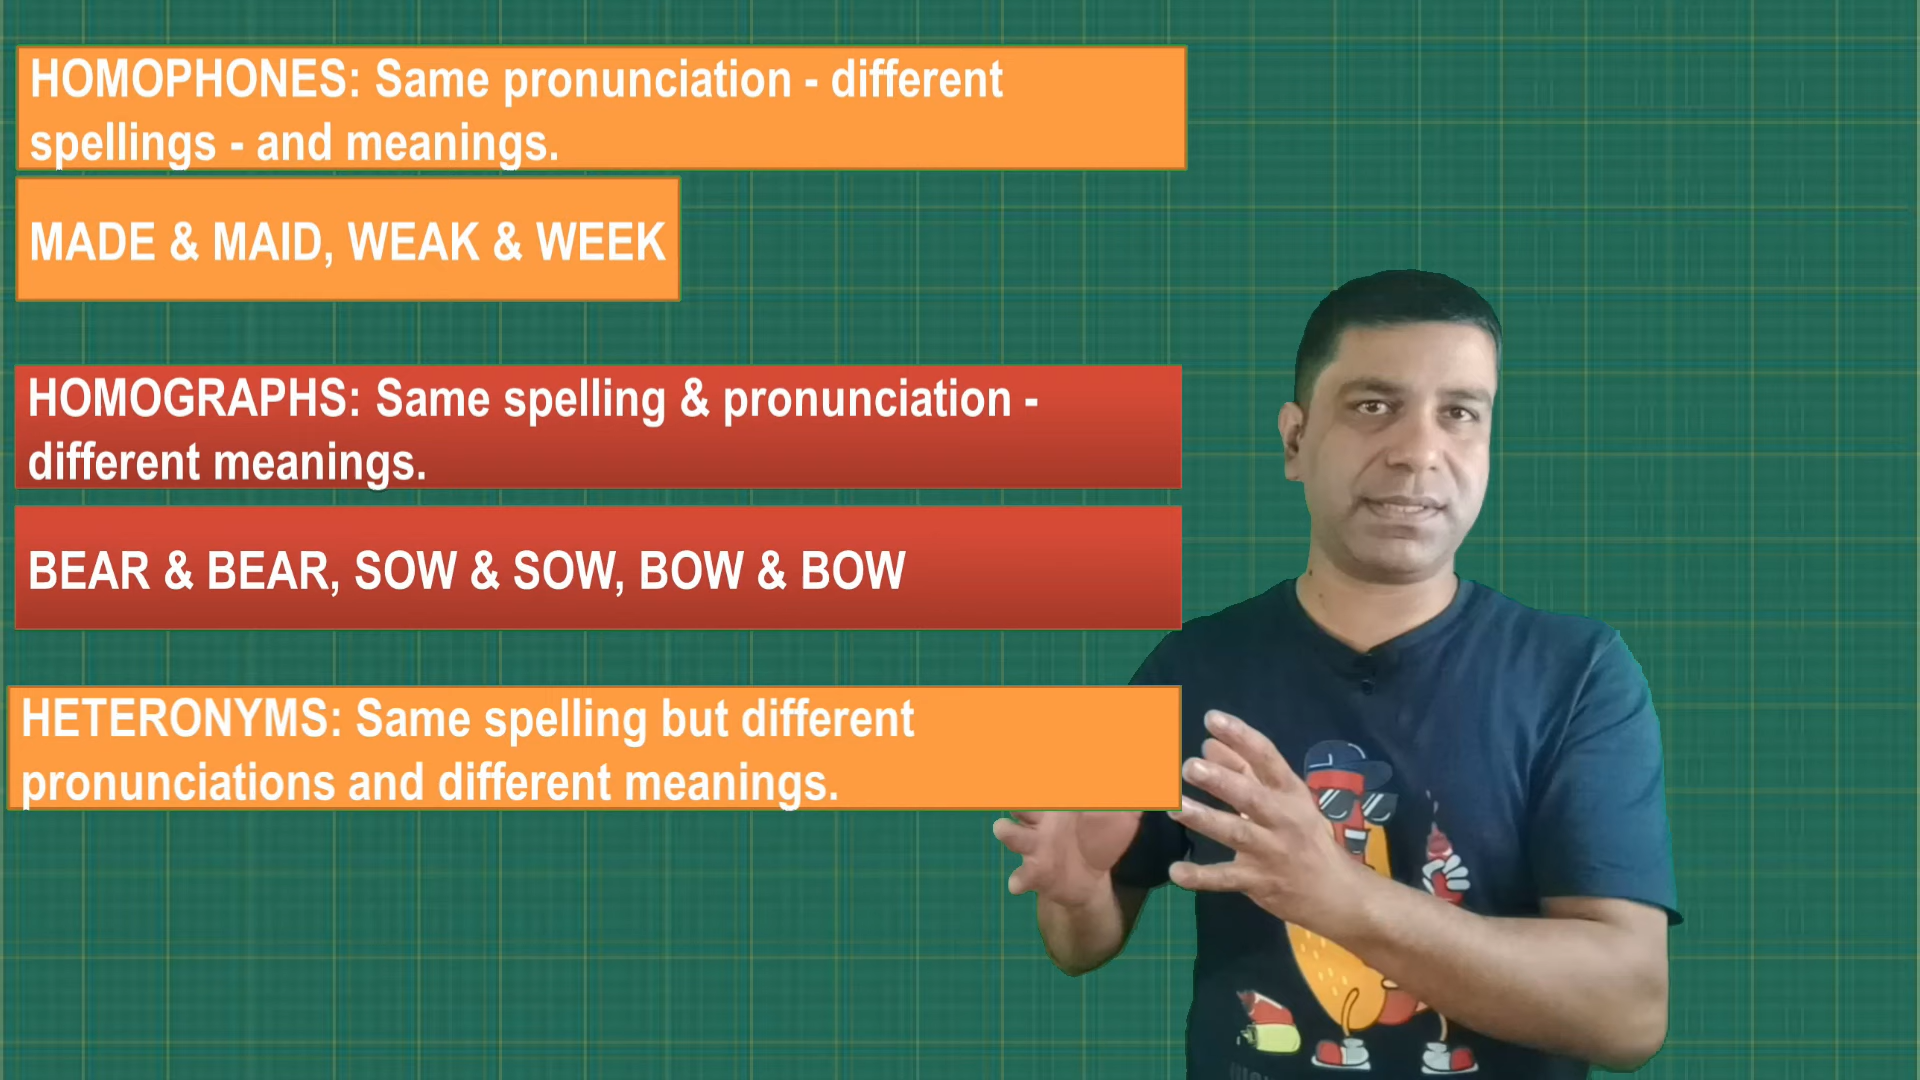 HOMOPHONES: Same pronunciation - different
spellings - and meanings.
MADE & MAID, WEAK & WEEK
HOMOGRAPHS: Same spelling & pronunciation -
different meanings.
BEAR & BEAR, SOW & SOW, BOW & BOW
HETERONYMS: Same spelling but different
pronunciations and different meanings.